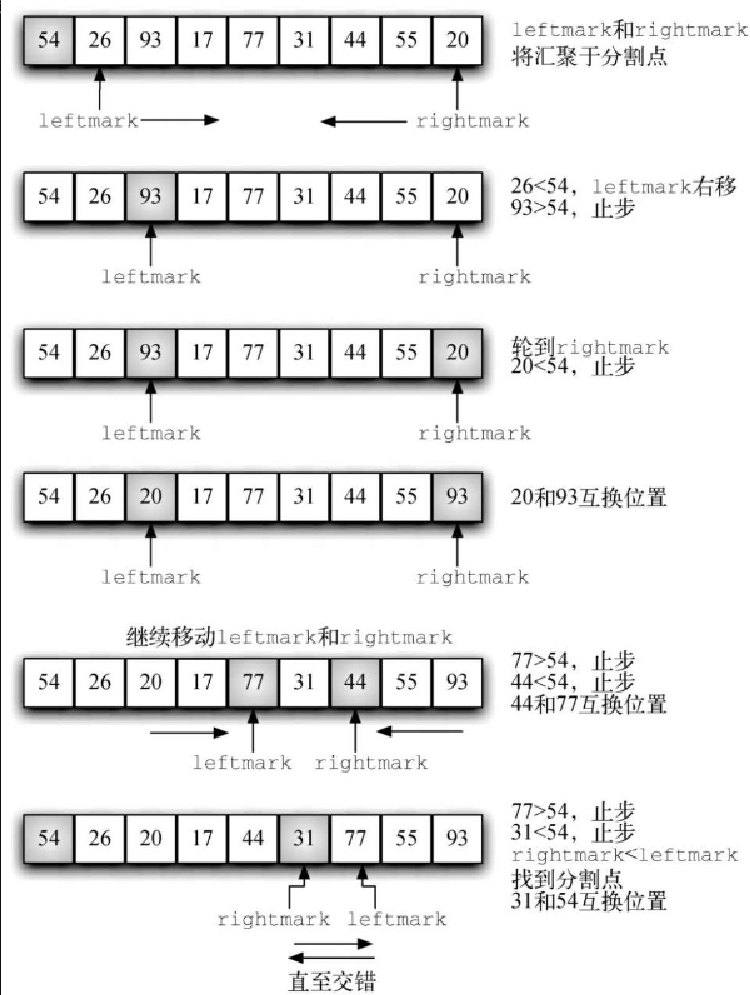 54 26 93 17 77 31 44 55 20
leftmark和rightmark
将汇聚于分割点
leftmark rightmark
54 26 93 17 77 31 44 55 20
26<54，leftmark右移
93>54，止步
leftmark rightmark
54 26 93 17 77 31 44 55 20
轮到rightmark
20<54，止步
leftmark rightmark
54 26 20 17 77 31 44 55 93
20和93互换位置
leftmark rightmark
继续移动leftmark和rightmark
54 26 20 17 77 31 44 55 93
77>54，止步
44<54，止步
44和77互换位置
leftmark rightmark
54 26 20 17 44 31 77 55 93
77>54，止步
31<54，止步
rightmark<leftmark
找到分割点
31和54互换位置
rightmark leftmark
直至交错